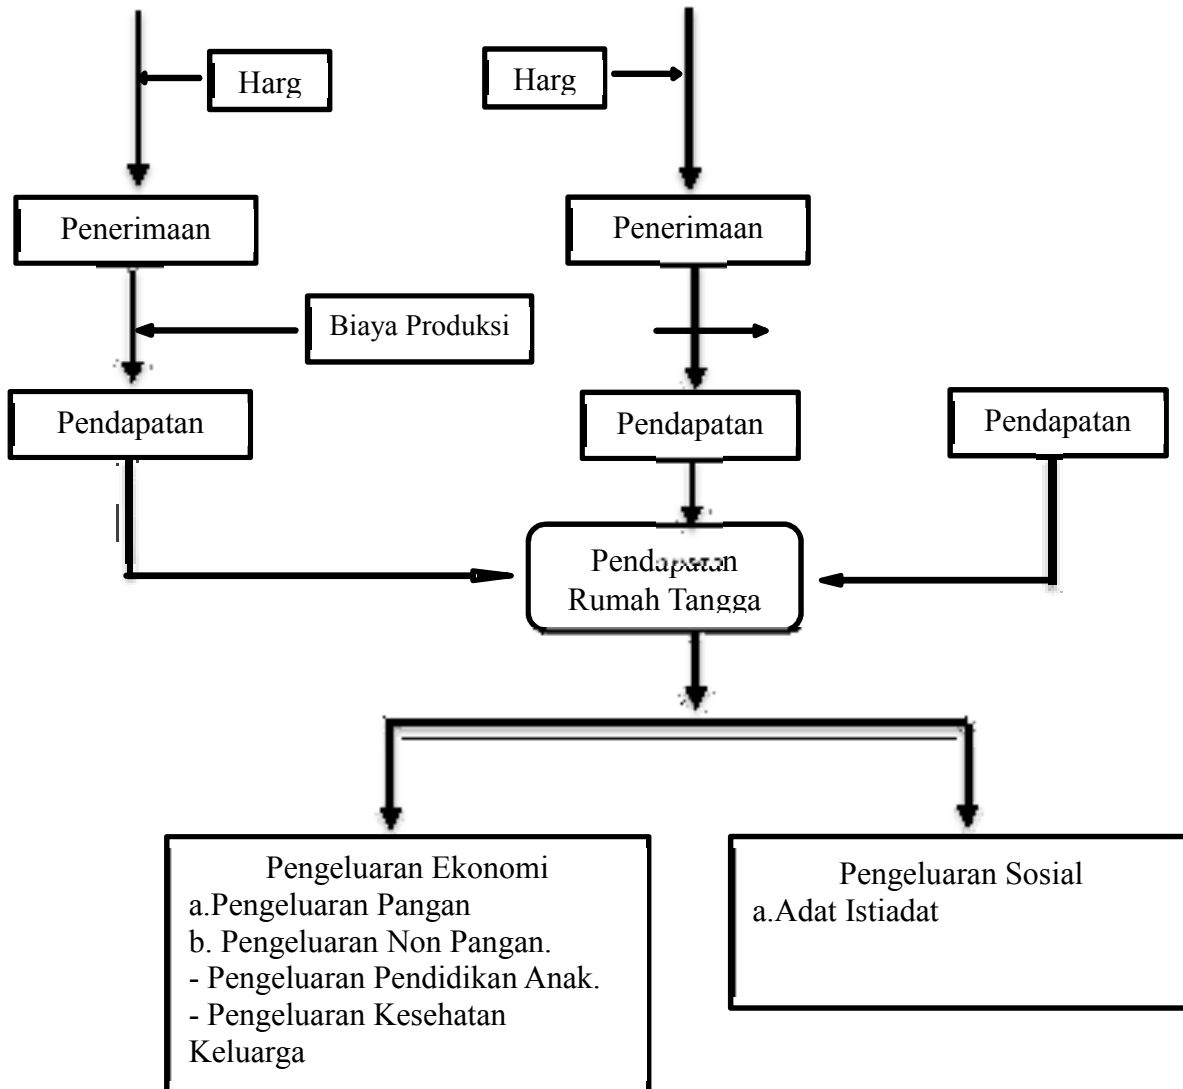 Harg
Harg
Penerimaan
Penerimaan
Biaya Produksi
Pendapatan
Pendapatan
Pendapatan
Pendapatan
Rumah Tangga
Pengeluaran Ekonomi
a.Pengeluaran Pangan
b. Pengeluaran Non Pangan.
- Pengeluaran Pendidikan Anak.
- Pengeluaran Kesehatan
Keluarga
Pengeluaran Sosial
a.Adat Istiadat